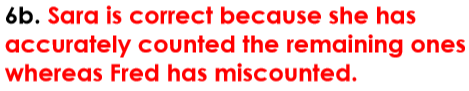 6b. Sara is correct because she has
accurately counted the remaining ones
whereas Fred has miscounted.